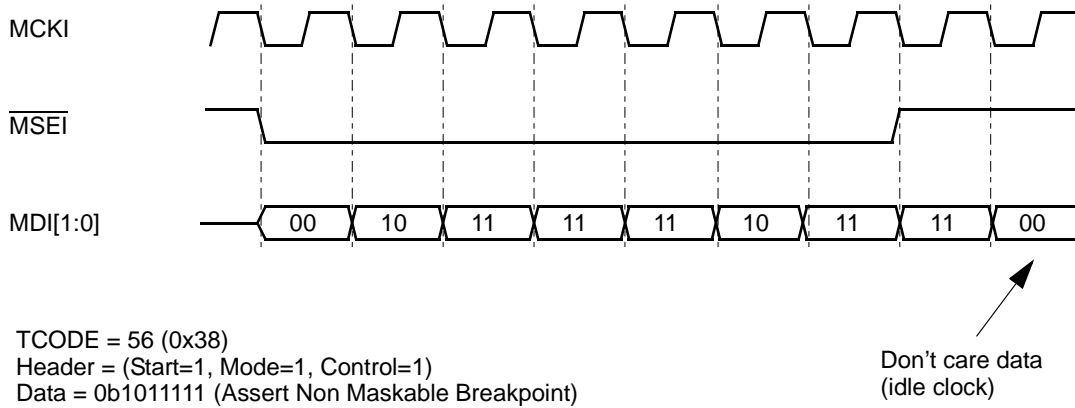 MCKI
MSEI
MDI[1:0]
00 10 11 11 11 10 11 11 00
TCODE = 56 (0x38)
Header = (Start=1, Mode=1, Control=1)
Data = 0b1011111 (Assert Non Maskable Breakpoint)
Don't care data
(idle clock)